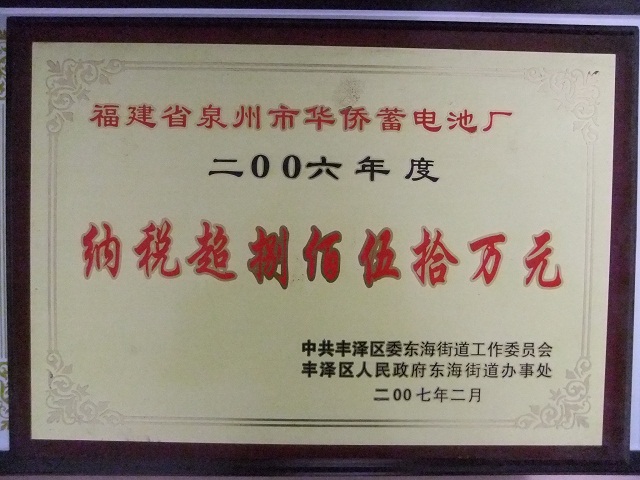 福建省泉州市华侨蓄电池厂
二00六年度
纳税超捌佰伍拾万元
中共丰泽区委东海街道工作委员会
丰泽区人民政府东海街道办事处
二00七年二月